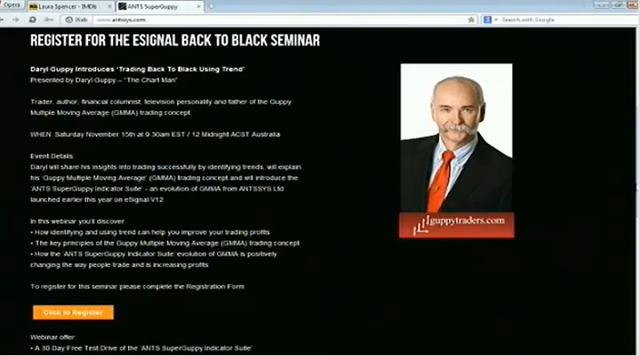 Opera
Laura Spencer - IMDb
ANTS SuperGuppy
Web
www.antssys.com
Search with Google
REGISTER FOR THE ESIGNAL BACK TO BLACK SEMINAR
Daryl Guppy Introduces 'Trading Back To Black Using Trend'
Presented by Daryl Guppy – "The Chart Man"
Trader, author, financial columnist, television personality and father of the Guppy
Multiple Moving Average (GMMA) trading concept.
WHEN: Saturday November 15th at 9:30am EST / 12 Midnight ACST Australia
Event Details:
Daryl will share his insights into trading successfully by identifying trends, will explain
his 'Guppy Multiple Moving Average' (GMMA) trading concept and will introduce the
'ANTS SuperGuppy Indicator Suite' - an evolution of GMMA from ANTSSYS Ltd
launched earlier this year on eSignal V12.
In this webinar you'll discover
• How identifying and using trend can help you improve your trading profits
• The key principles of the Guppy Multiple Moving Average (GMMA) trading concept
• How the 'ANTS SuperGuppy Indicator Suite' evolution of GMMA is positively
changing the way people trade and is increasing profits
To register for this seminar please complete the Registration Form
Click to Register
Webinar offer:
• A 30 Day Free Test Drive of the 'ANTS SuperGuppy Indicator Suite'
guppytraders.com